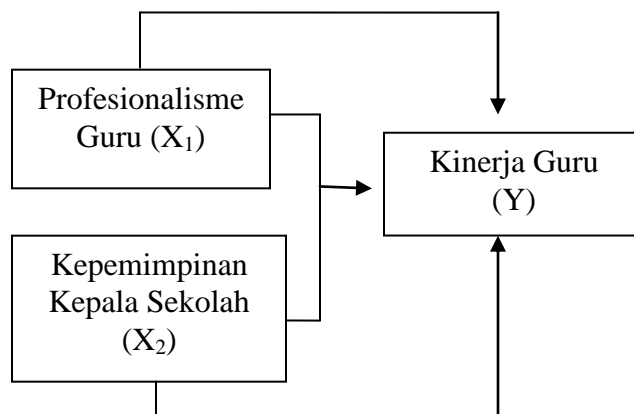 Profesionalisme
Guru (X₁)
Kinerja Guru
(Y)
Kepemimpinan
Kepala Sekolah
(X₂)